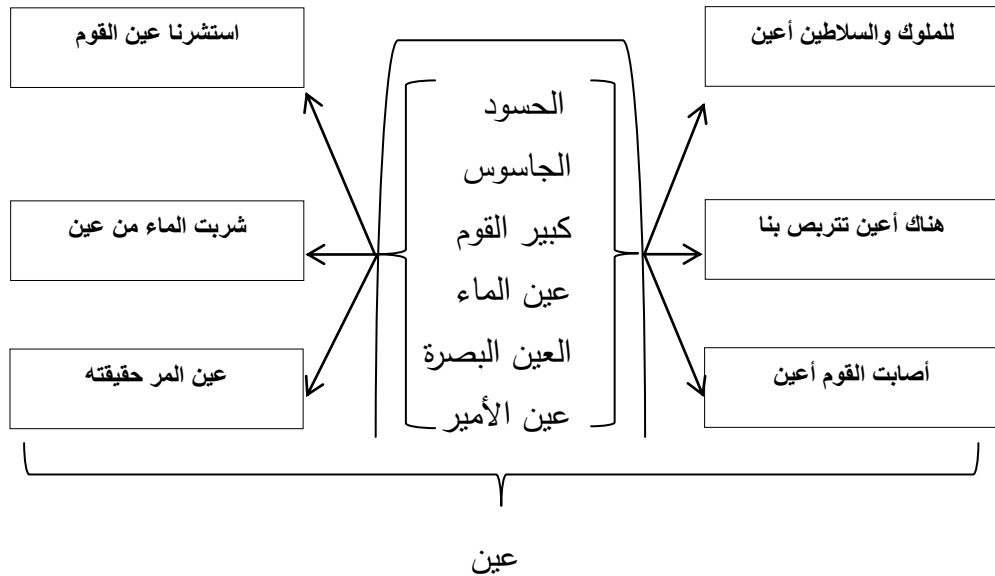 للملوك والسلاطين أعين
هناك أعين تتربص بنا
أصابت القوم أعين
الحسود
الجاسوس
كبير القوم
عين الماء
العين البصرة
عين الأمير
استشرنا عين القوم
شربت الماء من عين
عين المر حقيقته
عين